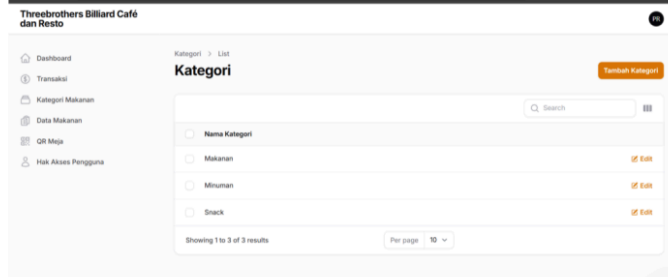 Threebrothers Billiard Café
dan Resto
PR
Dashboard
Transaksi
Kategori Makanan
Data Makanan
QR Meja
Hak Akses Pengguna
Kategori > List
Kategori
Tambah Kategori
Search
Nama Kategori
Makanan Edit
Minuman Edit
Snack Edit
Showing 1 to 3 of 3 results
Per page 10